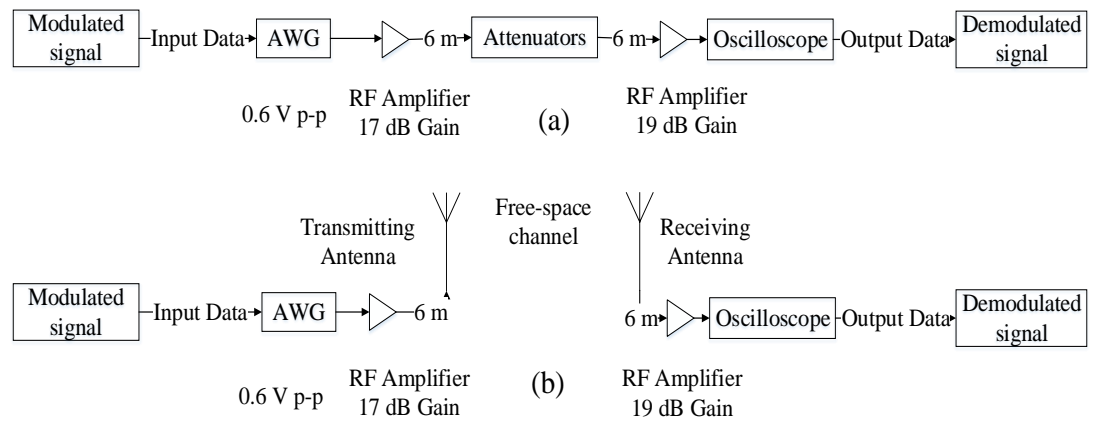 Modulated
signal
Input Data
AWG
6 m
Attenuators
6 m
Oscilloscope
Output Data
Demodulated
signal
0.6 V p-p
RF Amplifier
17 dB Gain
(a)
RF Amplifier
19 dB Gain
Transmitting
Antenna
Free-space
channel
Receiving
Antenna
Modulated
signal
Input Data
AWG
6 m
6 m
Oscilloscope
Output Data
Demodulated
signal
0.6 V p-p
RF Amplifier
17 dB Gain
(b)
RF Amplifier
19 dB Gain